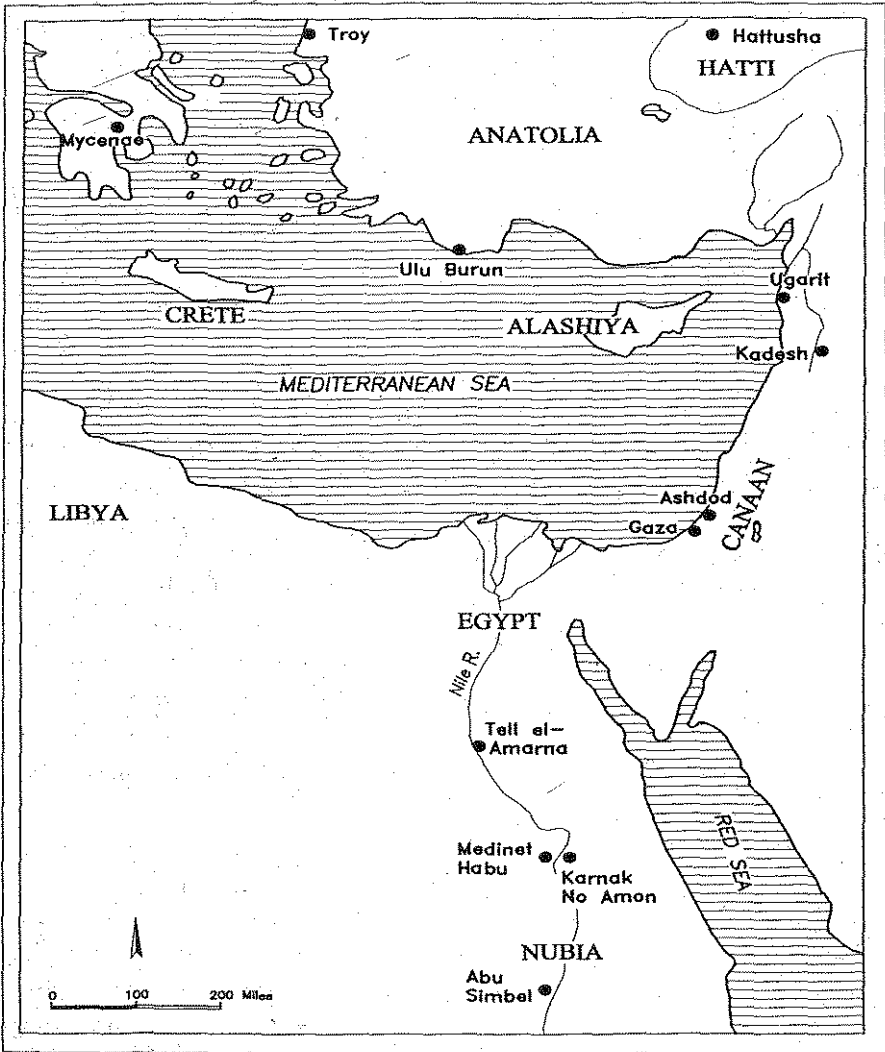 Troy
Hattusha
HATTI
Mycenae
ANATOLIA
Ulu Burun
Ugarit
CRETE
ALASHIYA
Kadesh
MEDITERRANEAN SEA
LIBYA
Ashdod
Gaza
CANAAN
EGYPT
Nile R.
Tell el-
Amarna
RED SEA
Medinet
Habu
Karnak
No Amon
NUBIA
Abu
Simbel
0 100 200 Miles